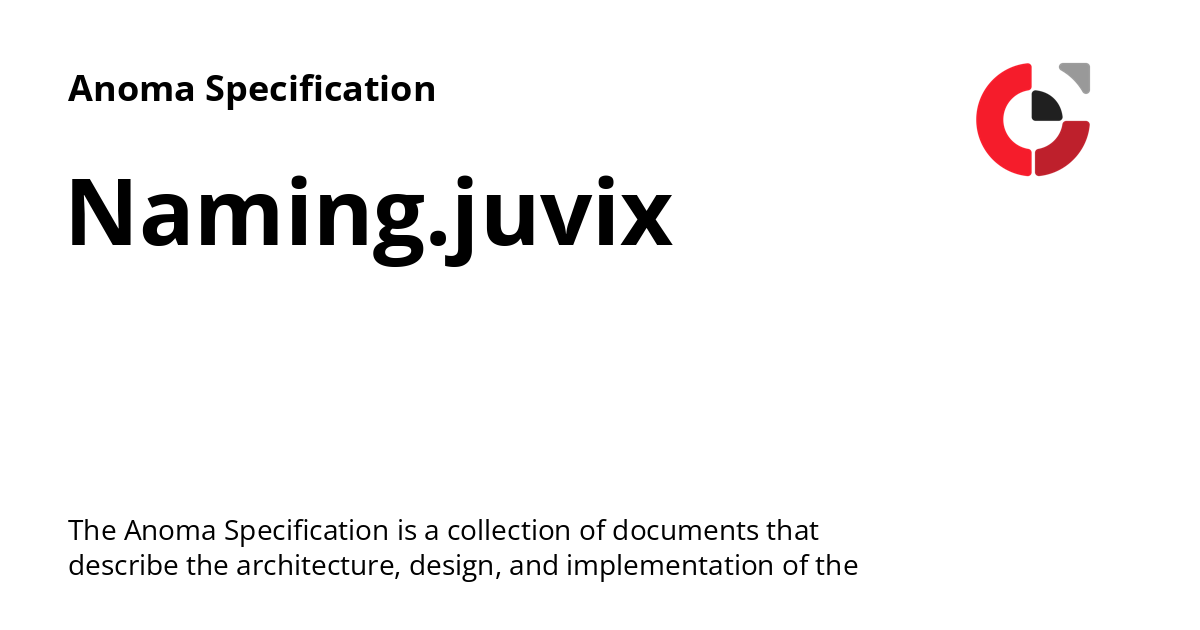 Anoma Specification
Naming.juvix
The Anoma Specification is a collection of documents that
describe the architecture, design, and implementation of the